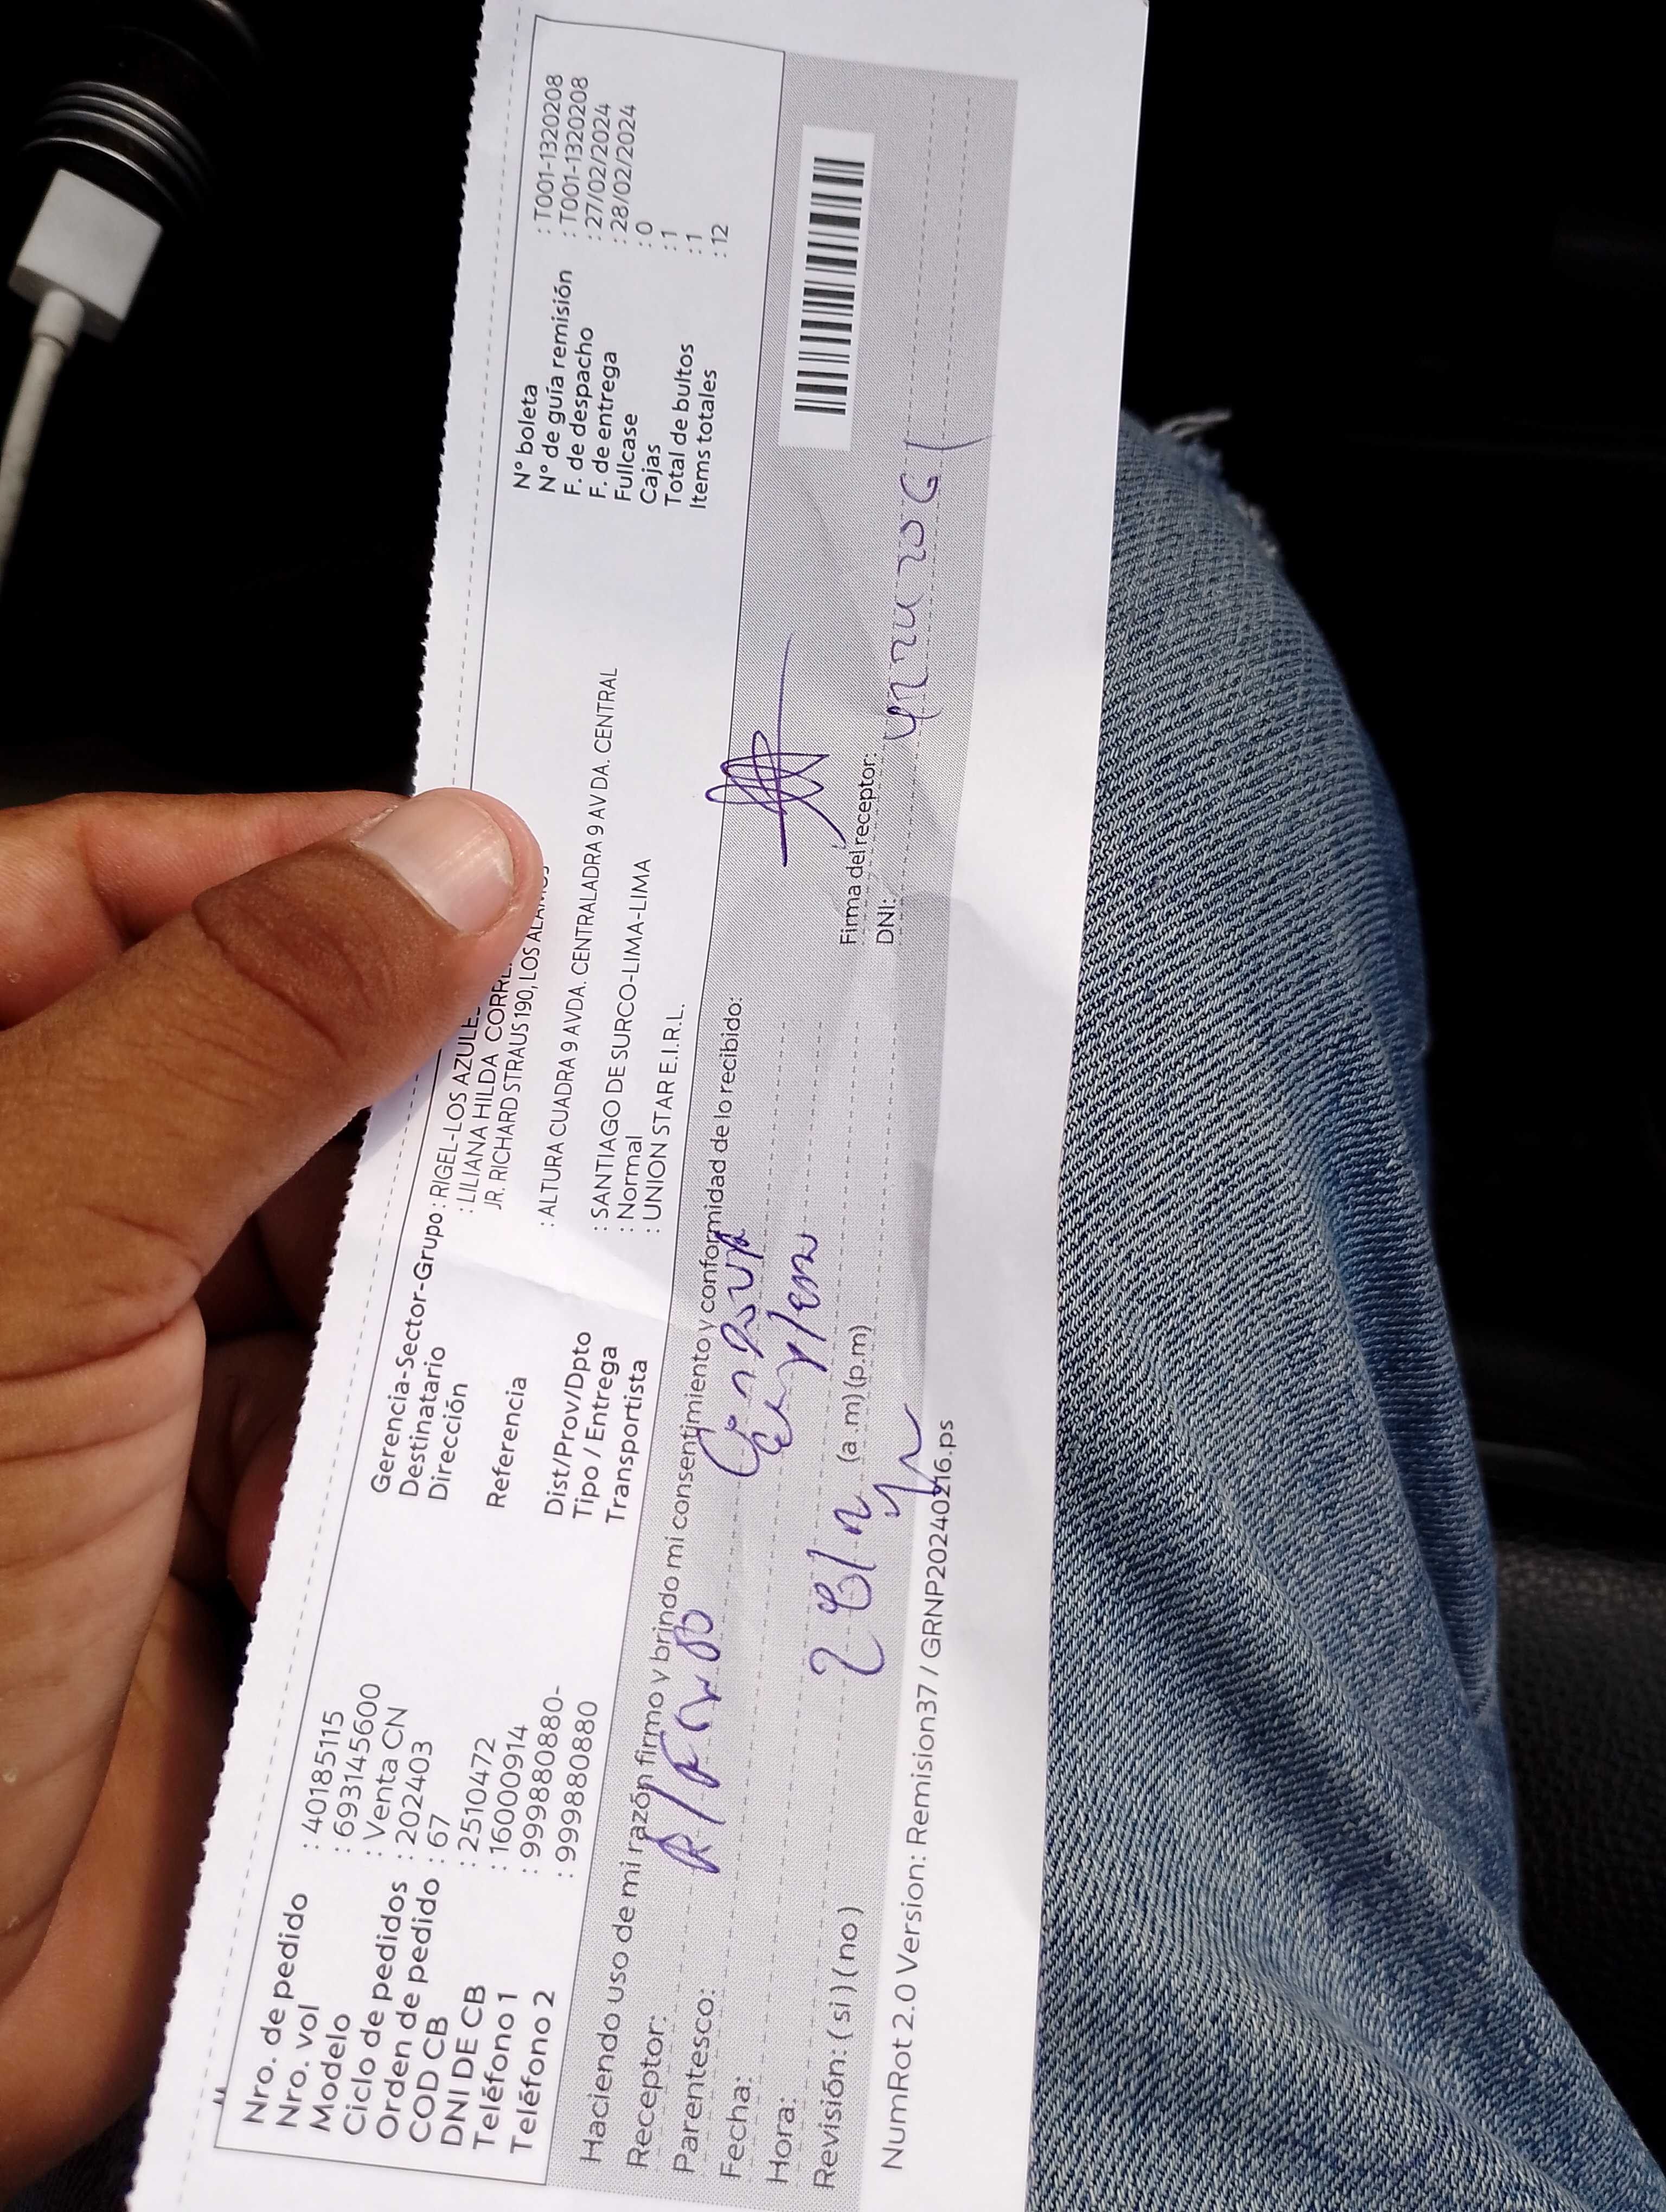 Nro. de pedido : 40185115
Nro. vol : 6931145600
Modelo : Venta CN
Ciclo de pedidos : 202403
Orden de pedido : 67
COD CB : 2510472
DNI DE CB : 16000914
Teléfono 1 : 999880880-
Teléfono 2 : 999880880
Gerencia-Sector-Grupo : RIGEL-LOS
Destinatario : LILIANA HILDA
Dirección JR. RICHARD STRAUS 190, LOS
Referencia : ALTURA CUADRA 9 AVDA. CENTRALADRA 9 AV DA. CENTRAL
Dist/Prov/Dpto : SANTIAGO DE SURCO-LIMA-LIMA
Tipo / Entrega : Normal
Transportista : UNION STAR E.I.R.L.
N° boleta : T001-1320208
N° de guía remisión : T001-1320208
F. de despacho : 27/02/2024
F. de entrega : 28/02/2024
Fullcase : 0
Cajas : 1
Total de bultos : 1
Items totales : 12
Haciendo uso de mi razón firmo y brindo mi consentimiento y conformidad de lo recibido:
Receptor:
Parentesco:
Fecha:
Hora: (a.m) (p.m)
Revisión: ( si ) ( no )
Firma del receptor:
DNI:
NumRot 2.0 Version: Remision37 / GRNP20240216.ps